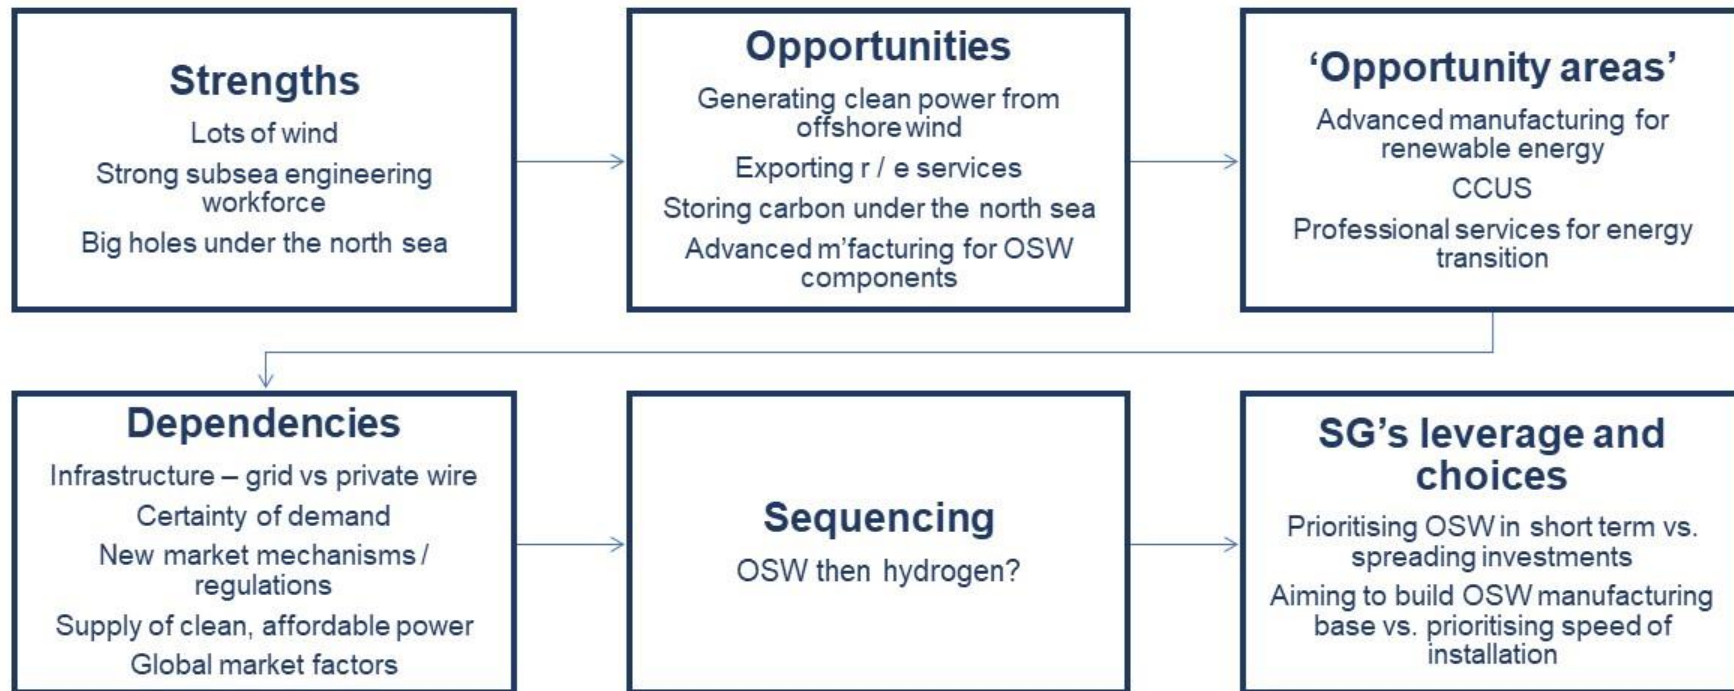 Strengths
Lots of wind
Strong subsea engineering
workforce
Big holes under the north sea
Opportunities
Generating clean power from
offshore wind
Exporting r / e services
Storing carbon under the north sea
Advanced m’facturing for OSW
components
‘Opportunity areas’
Advanced manufacturing for
renewable energy
CCUS
Professional services for energy
transition
Dependencies
Infrastructure – grid vs private wire
Certainty of demand
New market mechanisms /
regulations
Supply of clean, affordable power
Global market factors
Sequencing
OSW then hydrogen?
SG’s leverage and
choices
Prioritising OSW in short term vs.
spreading investments
Aiming to build OSW manufacturing
base vs. prioritising speed of
installation